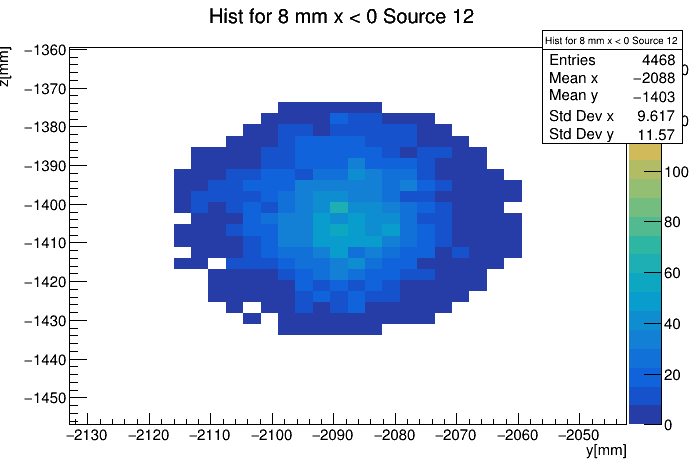 Hist for 8 mm x < 0 Source 12
Hist for 8 mm x < 0 Source 12
Entries 4468
Mean x −2088
Mean y −1403
Std Dev x 9.617
Std Dev y 11.57
z[mm]
−1360
−1370
−1380
−1390
−1400
−1410
−1420
−1430
−1440
−1450
0
0
100
80
60
40
20
0
−2130 −2120 −2110 −2100 −2090 −2080 −2070 −2060 −2050
y[mm]